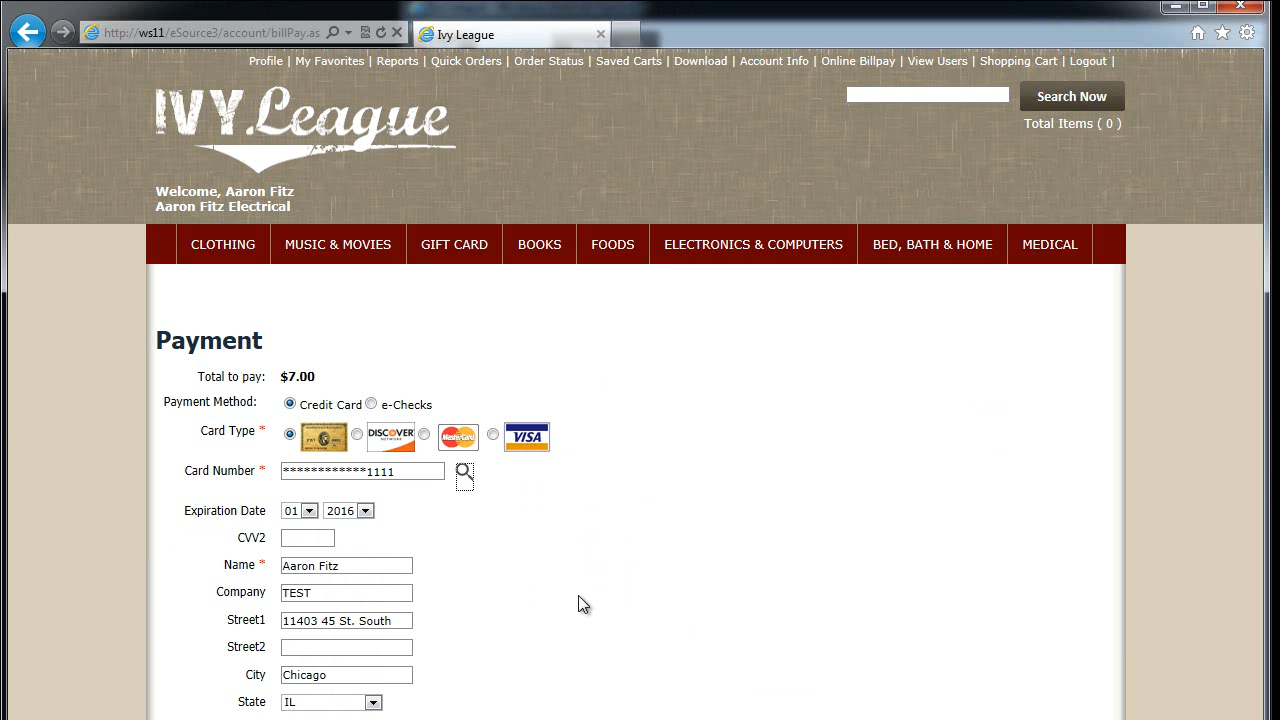 http://ws11/eSource3/account/billPay.as
Ivy League
Profile | My Favorites | Reports | Quick Orders | Order Status | Saved Carts | Download | Account Info | Online Billpay | View Users | Shopping Cart | Logout |
IVY.League
Search Now
Total Items ( 0 )
Welcome, Aaron Fitz
Aaron Fitz Electrical
CLOTHING MUSIC & MOVIES GIFT CARD BOOKS FOODS ELECTRONICS & COMPUTERS BED, BATH & HOME MEDICAL
Payment
Total to pay: $7.00
Payment Method: Credit Card e-Checks
Card Type * DISCOVER NETWORK MasterCard VISA
Card Number * ************1111
Expiration Date 01 2016
CVV2
Name * Aaron Fitz
Company TEST
Street1 11403 45 St. South
Street2
City Chicago
State IL